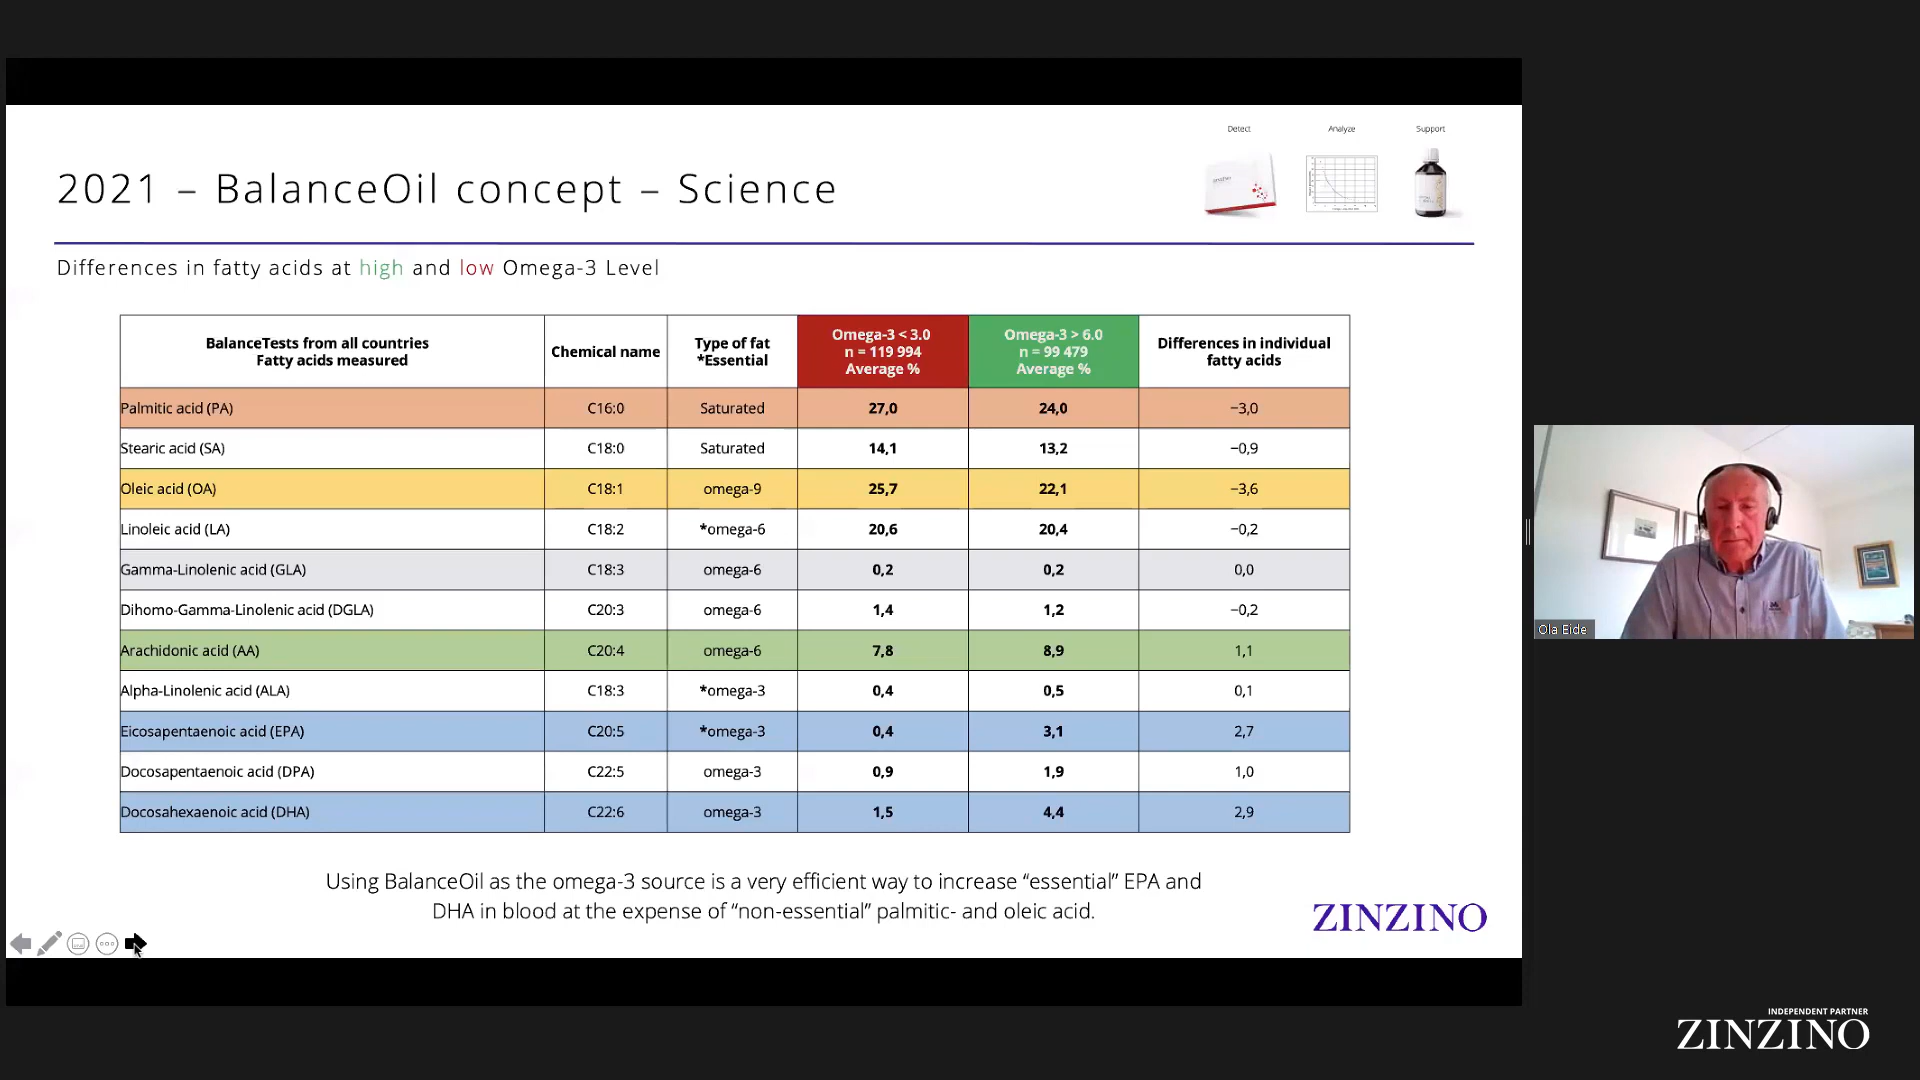 Detect
Analyze
Support
2021 – BalanceOil concept – Science
Differences in fatty acids at high and low Omega-3 Level
BalanceTests from all countries
Fatty acids measured
Chemical name
Type of fat
*Essential
Omega-3 < 3.0
n = 119 994
Average %
Omega-3 > 6.0
n = 99 479
Average %
Differences in individual
fatty acids
Palmitic acid (PA) C16:0 Saturated 27,0 24,0 −3,0
Stearic acid (SA) C18:0 Saturated 14,1 13,2 −0,9
Oleic acid (OA) C18:1 omega-9 25,7 22,1 −3,6
Linoleic acid (LA) C18:2 *omega-6 20,6 20,4 −0,2
Gamma-Linolenic acid (GLA) C18:3 omega-6 0,2 0,2 0,0
Dihomo-Gamma-Linolenic acid (DGLA) C20:3 omega-6 1,4 1,2 −0,2
Arachidonic acid (AA) C20:4 omega-6 7,8 8,9 1,1
Alpha-Linolenic acid (ALA) C18:3 *omega-3 0,4 0,5 0,1
Eicosapentaenoic acid (EPA) C20:5 *omega-3 0,4 3,1 2,7
Docosapentaenoic acid (DPA) C22:5 omega-3 0,9 1,9 1,0
Docosahexaenoic acid (DHA) C22:6 omega-3 1,5 4,4 2,9
Using BalanceOil as the omega-3 source is a very efficient way to increase “essential” EPA and
DHA in blood at the expense of “non-essential” palmitic- and oleic acid.
ZINZINO
Ola Eide
INDEPENDENT PARTNER
ZINZINO